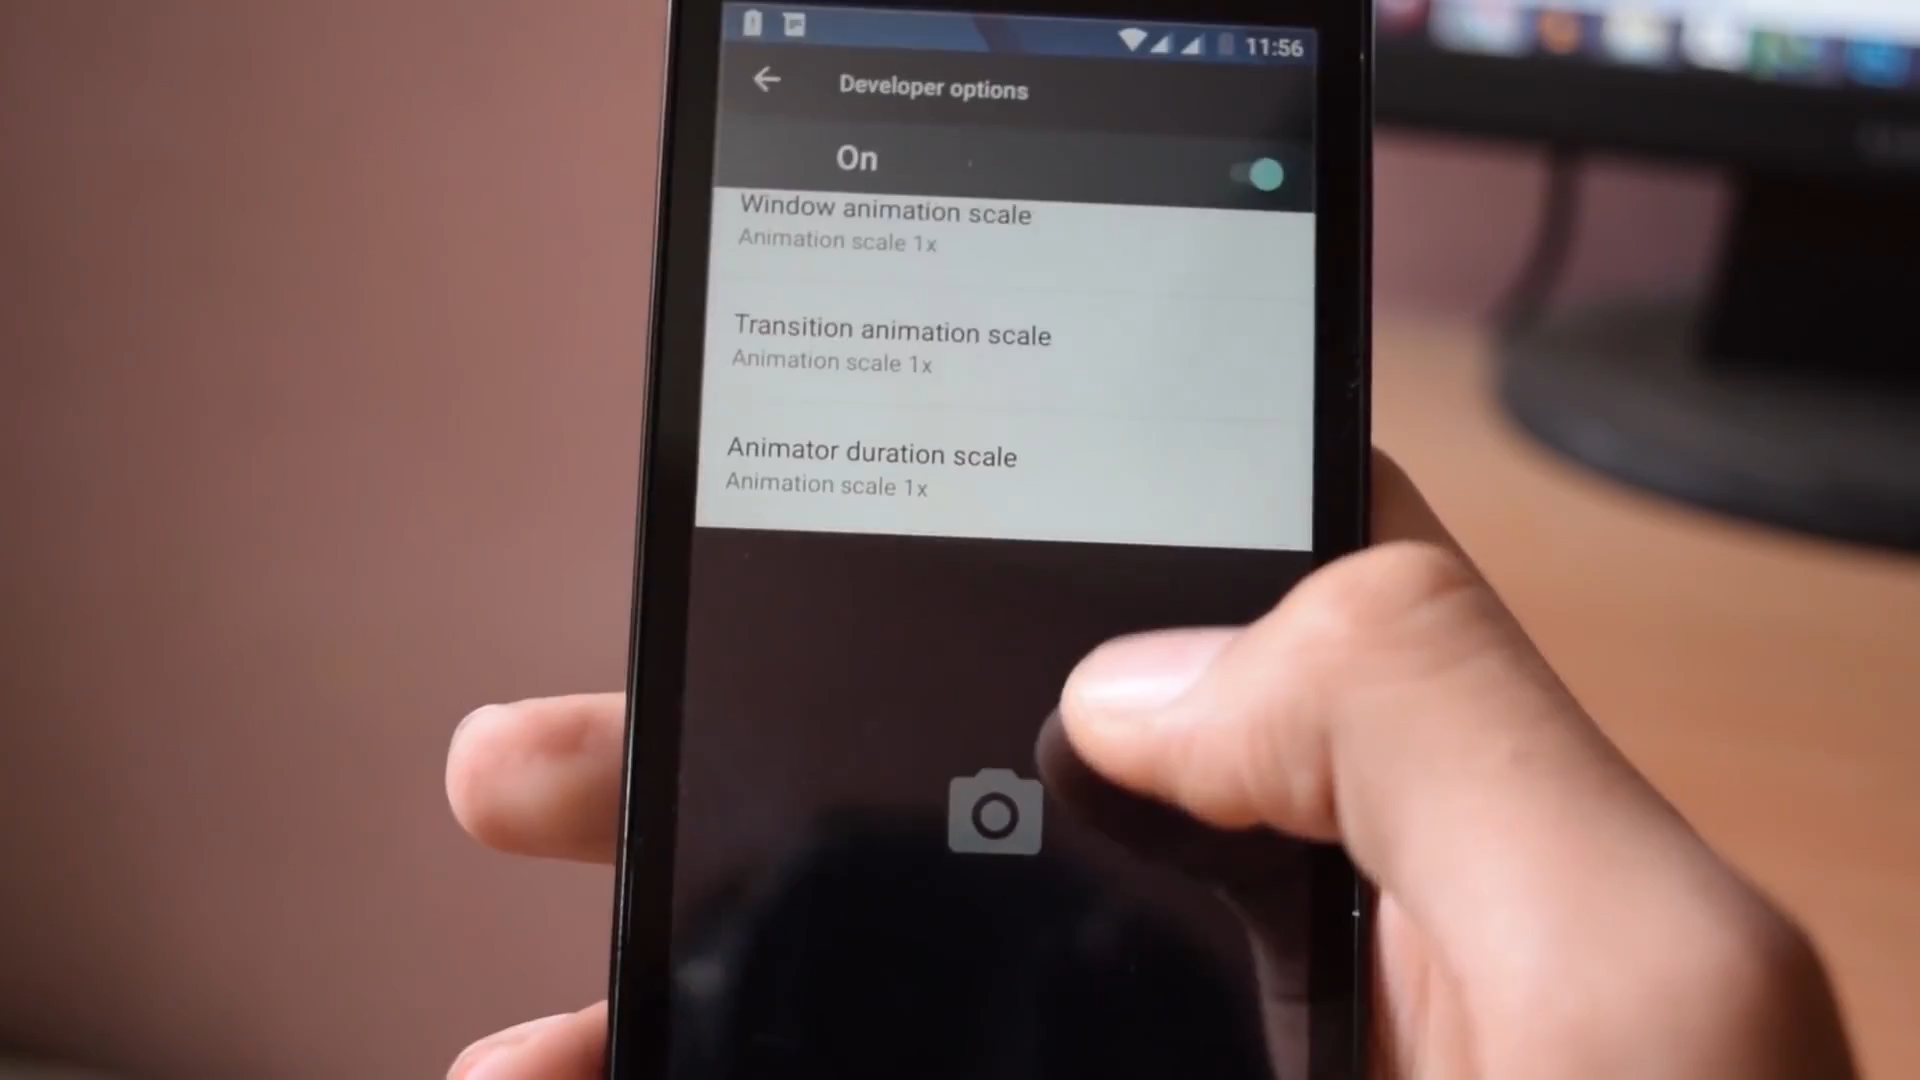 11:56
Developer options
On
Window animation scale
Animation scale 1x
Transition animation scale
Animation scale 1x
Animator duration scale
Animation scale 1x